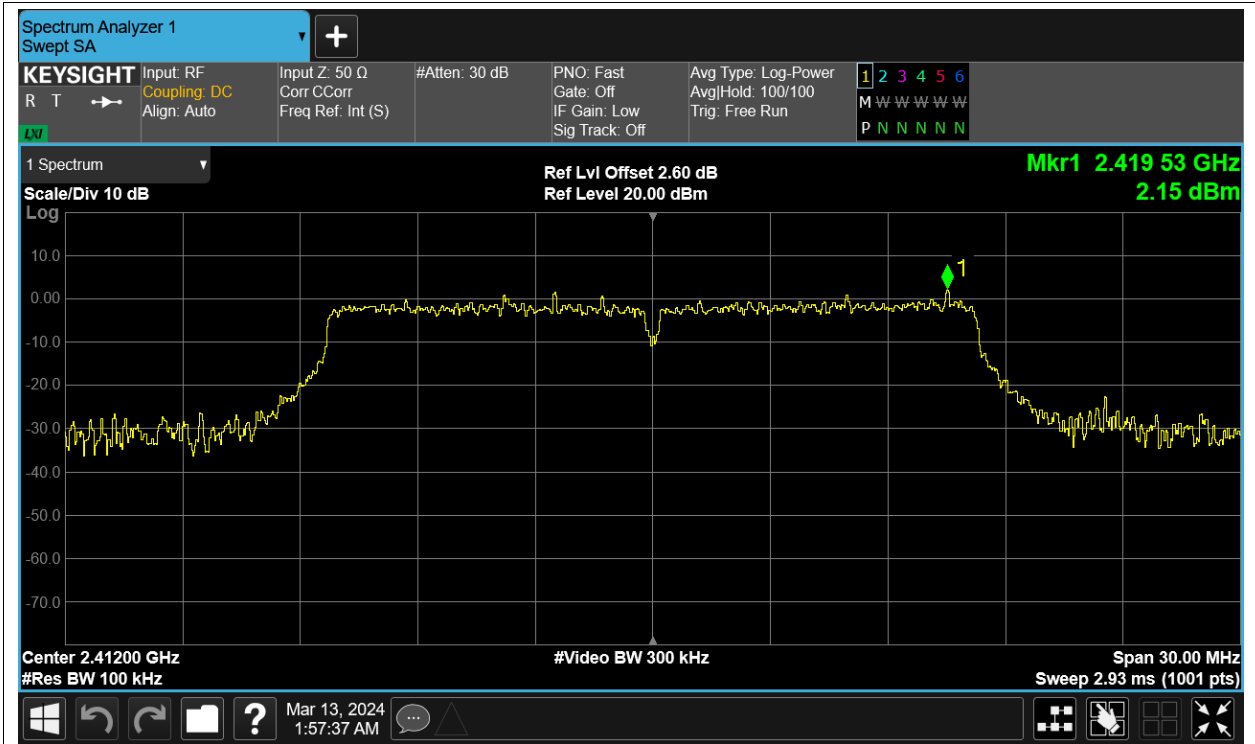 Spectrum Analyzer 1
Swept SA
KEYSIGHT
R T
LXI
Input: RF
Coupling: DC
Align: Auto
Input Z: 50 Ω
Corr CCorr
Freq Ref: Int (S)
#Atten: 30 dB
PNO: Fast
Gate: Off
IF Gain: Low
Sig Track: Off
Avg Type: Log-Power
Avg|Hold: 100/100
Trig: Free Run
1 2 3 4 5 6
M W W W W W
P N N N N N
1 Spectrum
Scale/Div 10 dB
Log
Ref Lvl Offset 2.60 dB
Ref Level 20.00 dBm
Mkr1 2.419 53 GHz
2.15 dBm
10.0
0.00
-10.0
-20.0
-30.0
-40.0
-50.0
-60.0
-70.0
1
Center 2.41200 GHz
#Res BW 100 kHz
#Video BW 300 kHz
Span 30.00 MHz
Sweep 2.93 ms (1001 pts)
?
Mar 13, 2024
1:57:37 AM